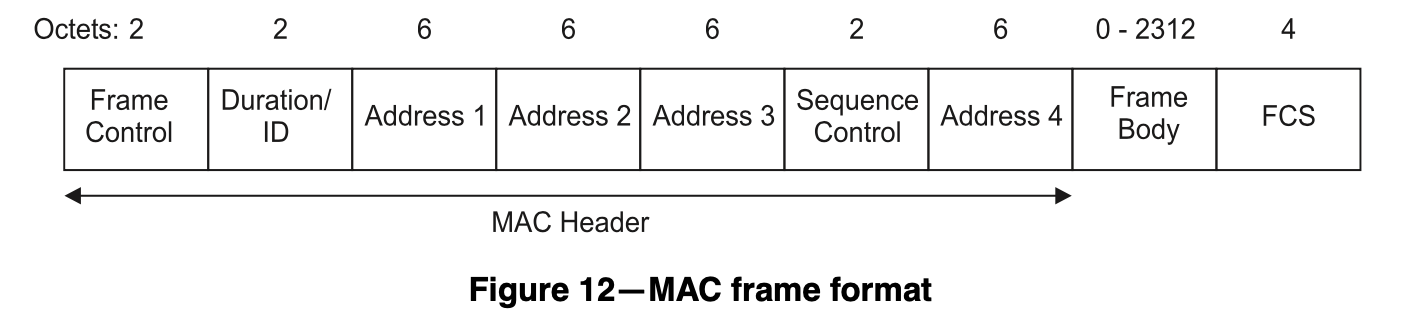 Octets: 2 2 6 6 6 2 6 0 - 2312 4
Frame Control
Duration/ ID
Address 1
Address 2
Address 3
Sequence Control
Address 4
Frame Body
FCS
MAC Header
Figure 12—MAC frame format